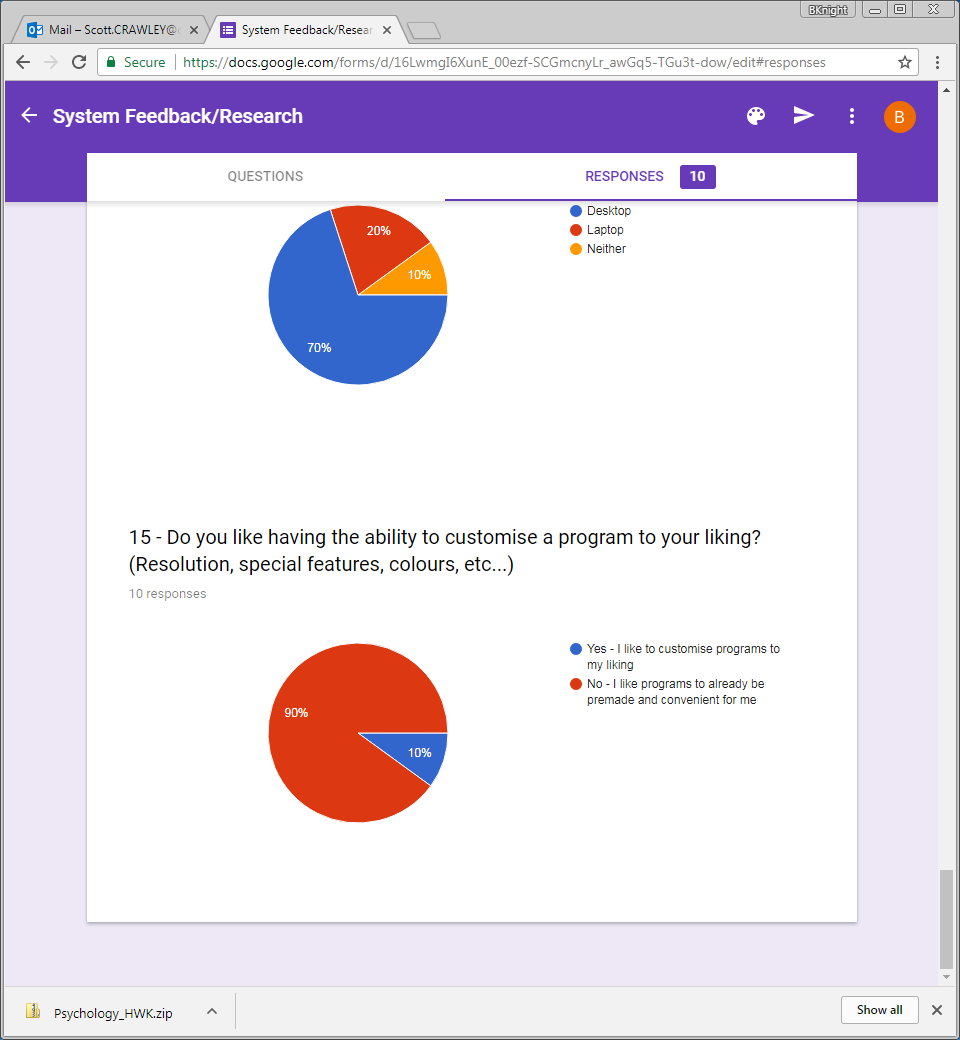 BKnight
Mail – Scott.CRAWLEY@
System Feedback/Resear
Secure
https://docs.google.com/forms/d/16LwmgI6XunE_00ezf-SCGmcnyLr_awGq5-TGu3t-dow/edit#responses
System Feedback/Research
B
QUESTIONS
RESPONSES 10
20%
10%
70%
Desktop
Laptop
Neither
15 - Do you like having the ability to customise a program to your liking?
(Resolution, special features, colours, etc...)
10 responses
90%
10%
Yes - I like to customise programs to
my liking
No - I like programs to already be
premade and convenient for me
Psychology_HWK.zip
Show all